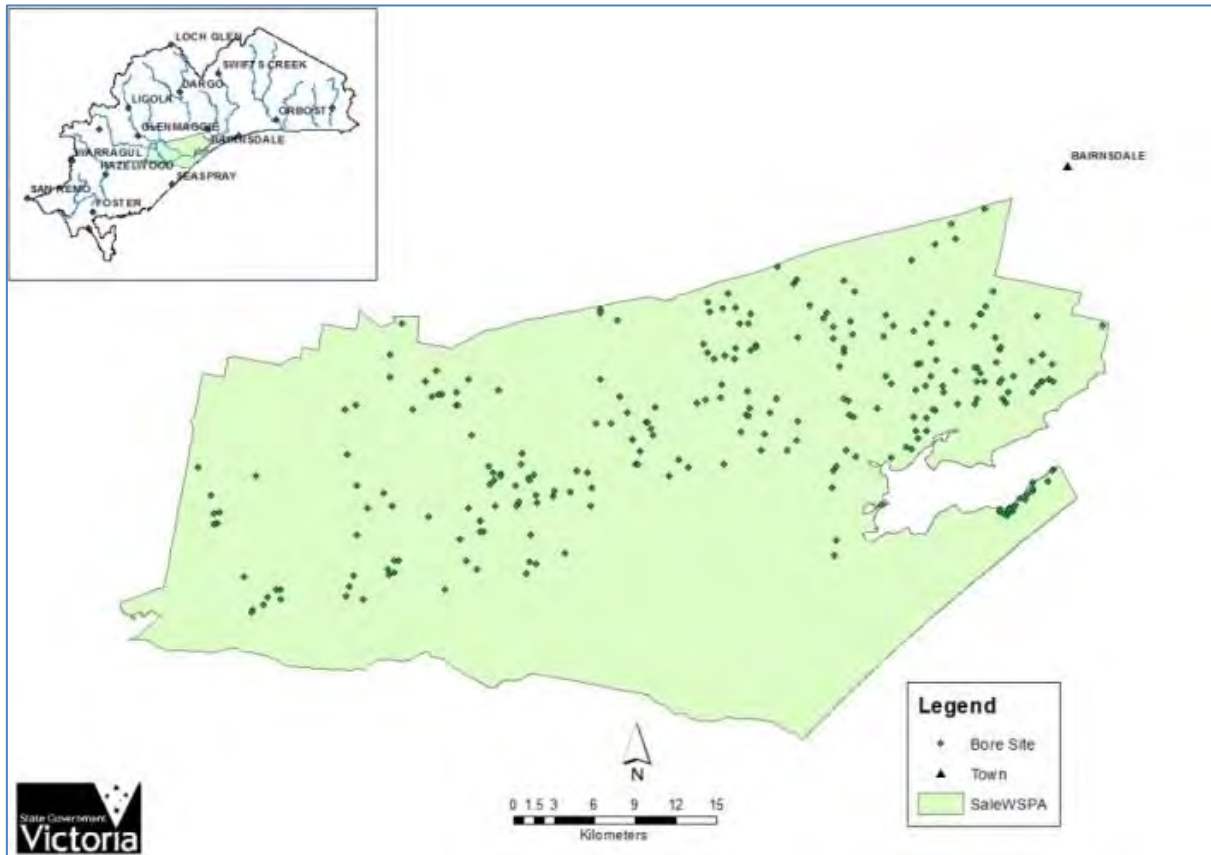 LOCH GLEN
SWIFTS CREEK
DARGO
LIGOLA
ORBOST
GLENMAGGIE
BAIRNSDALE
WARRAGUL
HAZELWOOD
SEASPRAY
SAN REMO
FOSTER
BAIRNSDALE
Legend
Bore Site
Town
SaleWSPA
N
0 1.5 3 6 9 12 15
Kilometers
State Government
Victoria